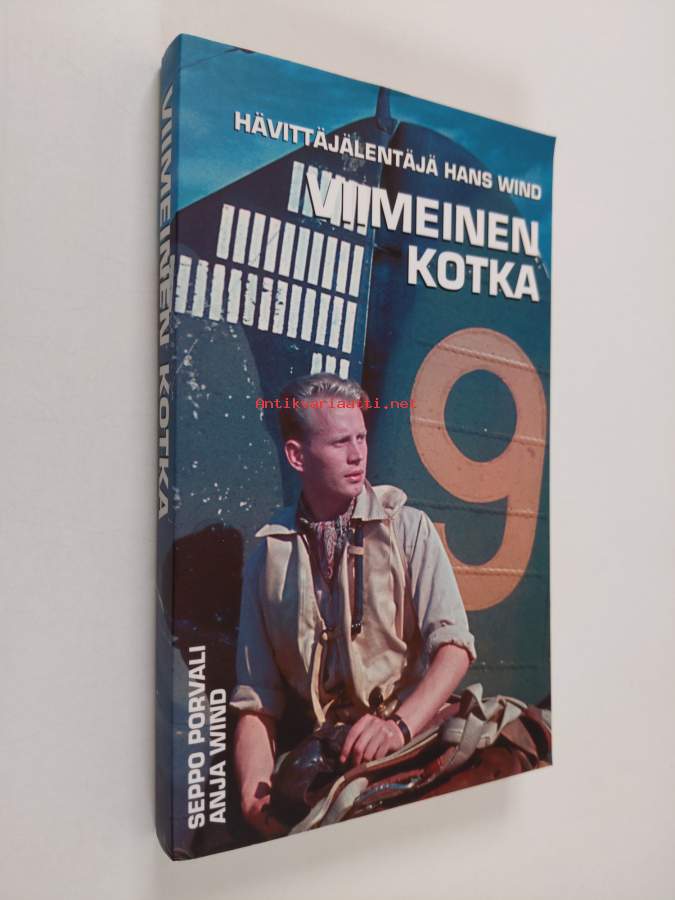 HÄVITTÄJÄLENTÄJÄ HANS WIND
VIIMEINEN
KOTKA
9
Antikvariaatti.net
SEPPO PORVALI
ANJA WIND
VIIMEINEN KOTKA